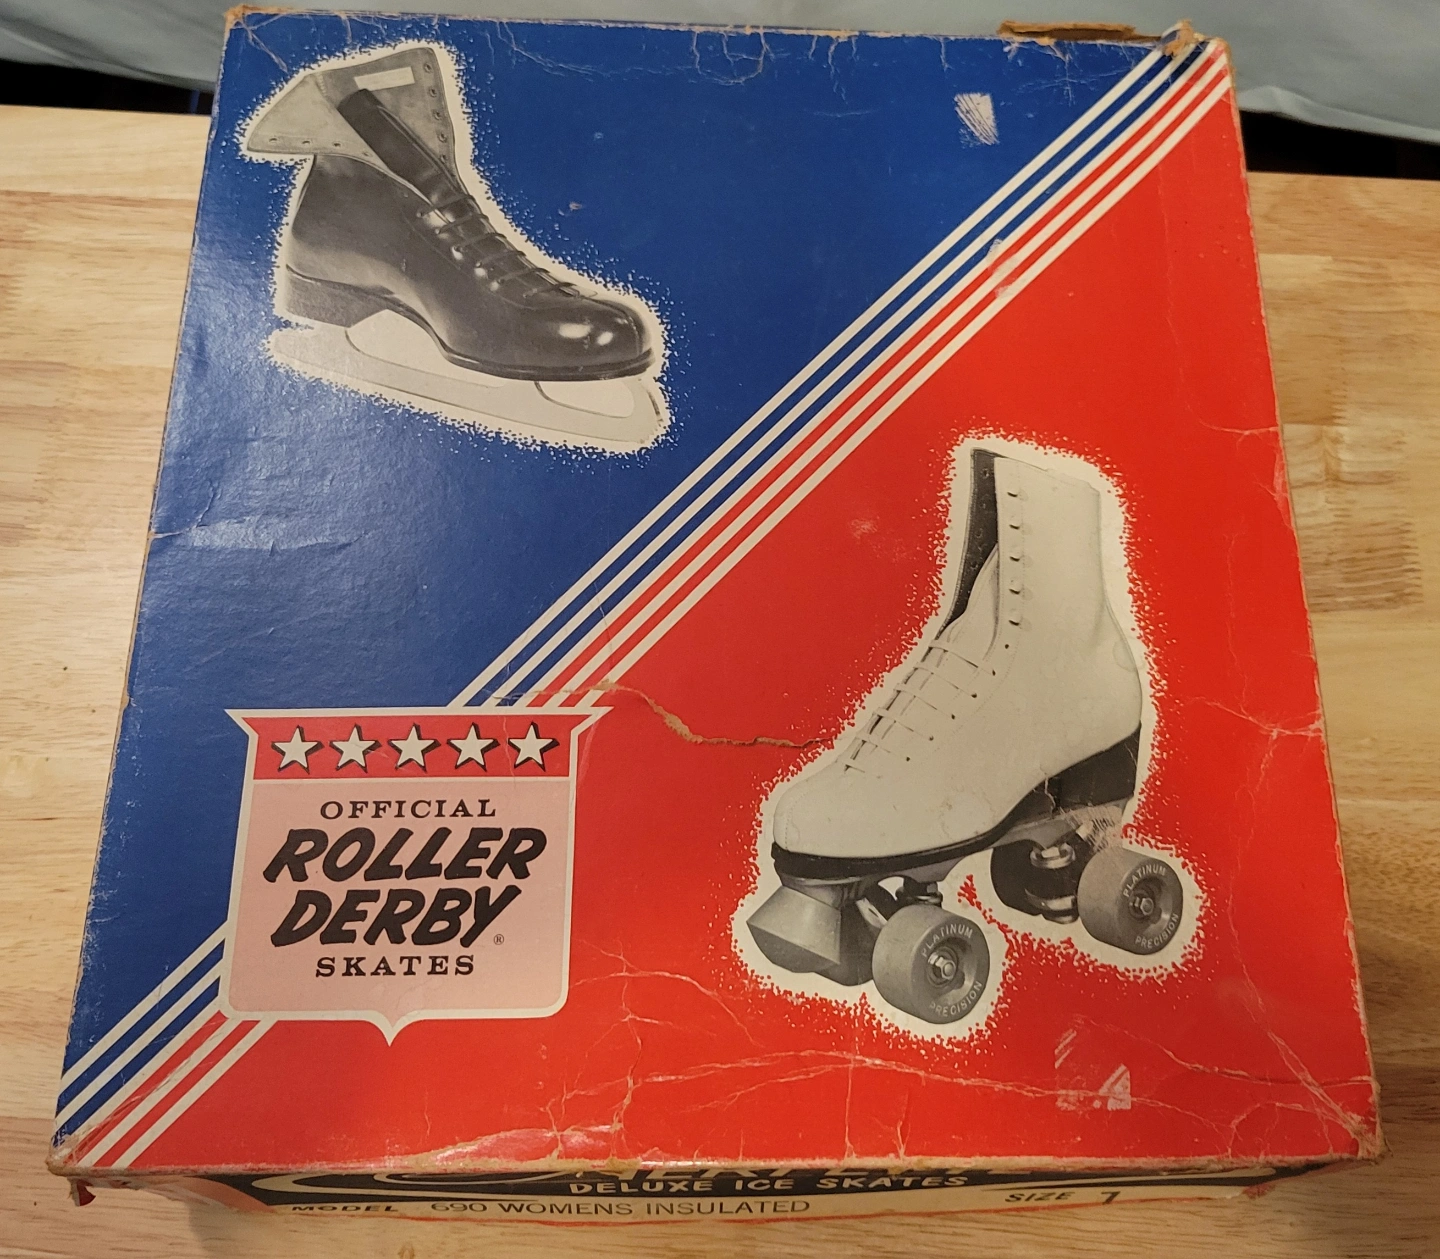 OFFICIAL
ROLLER
DERBY®
SKATES
PLATINUM
PRECISION
PLATINUM
PRECISION
DELUXE ICE SKATES
MODEL 690 WOMENS INSULATED SIZE 7